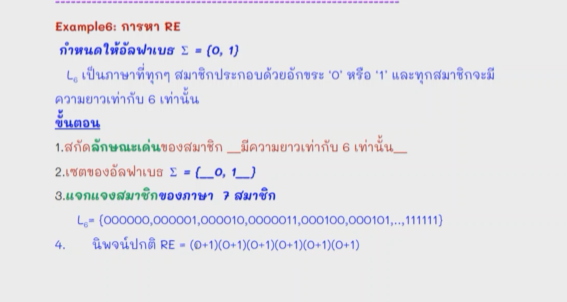 Example6: การหา RE
กำหนดให้อัลฟาเบธ Σ = {0, 1}
L₆ เป็นภาษาที่ทุกๆ สมาชิกประกอบด้วยอักขระ '0' หรือ '1' และทุกสมาชิกจะมี
ความยาวเท่ากับ 6 เท่านั้น
ขั้นตอน
1.สกัดลักษณะเด่นของสมาชิก __มีความยาวเท่ากับ 6 เท่านั้น__
2.เซตของอัลฟาเบธ Σ = {__0, 1__}
3.แจกแจงสมาชิกของภาษา 7 สมาชิก
L₆= {000000,000001,000010,0000011,000100,000101,..,111111}
4. นิพจน์ปกติ RE = (0+1)(0+1)(0+1)(0+1)(0+1)(0+1)